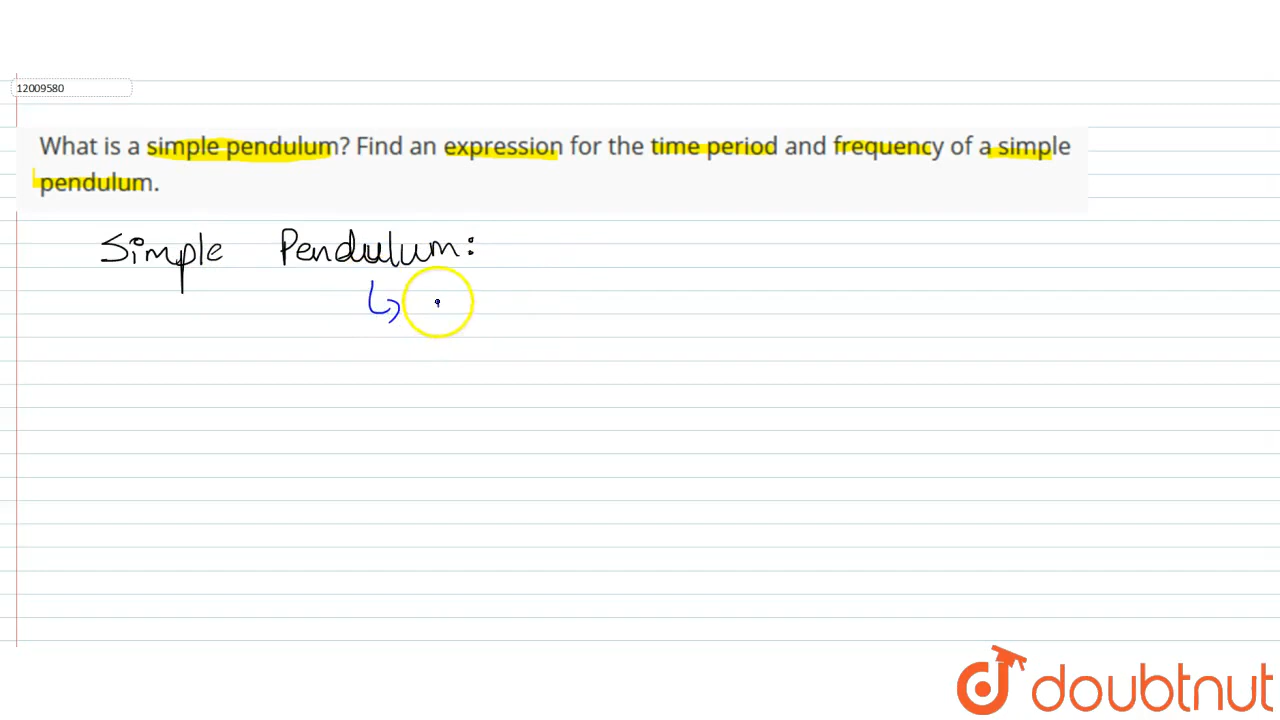 12009580
What is a simple pendulum? Find an expression for the time period and frequency of a simple
pendulum.
Simple Pendulum:
doubtnut